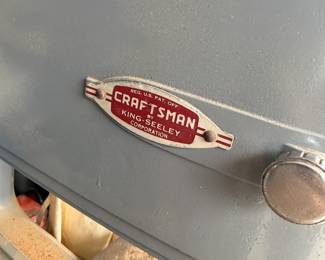 REG. U.S. PAT. OFF.
CRAFTSMAN
BY
KING-SEELEY
CORPORATION